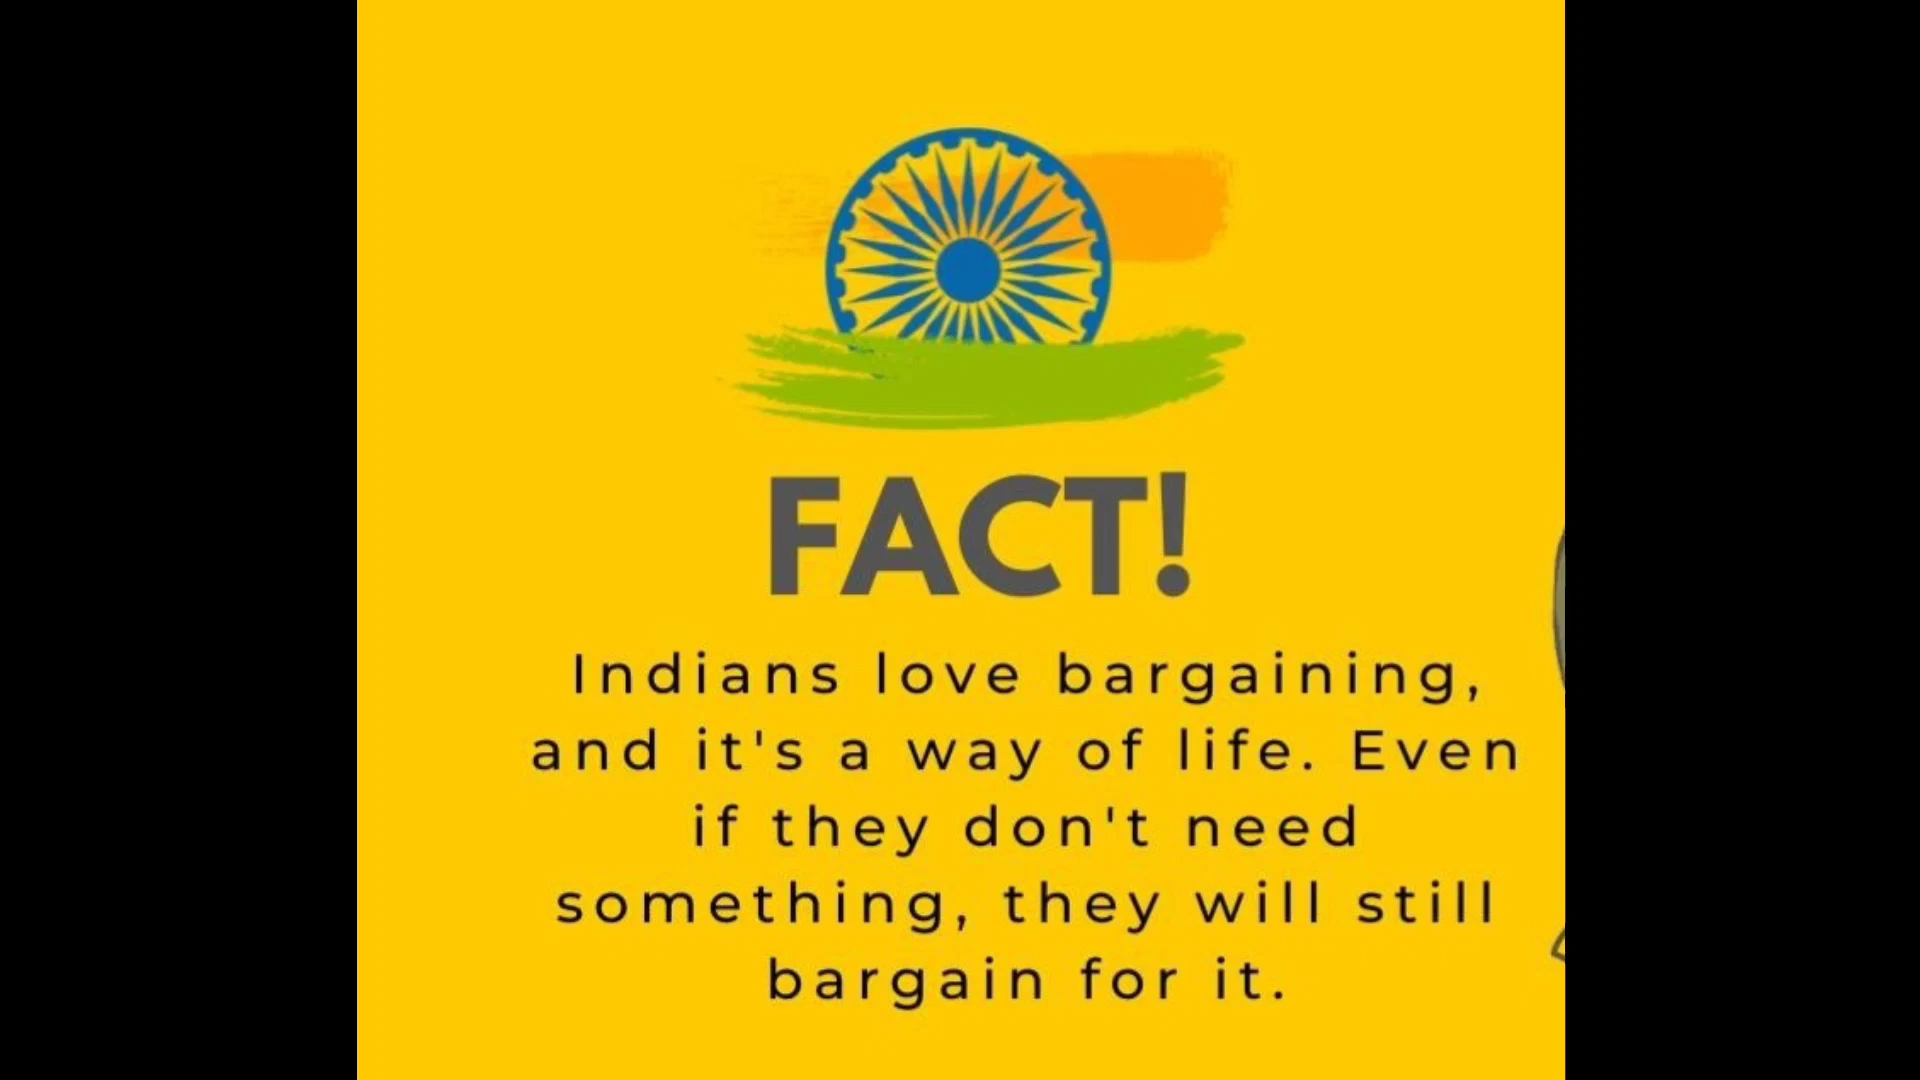 FACT!
Indians love bargaining,
and it's a way of life. Even
if they don't need
something, they will still
bargain for it.